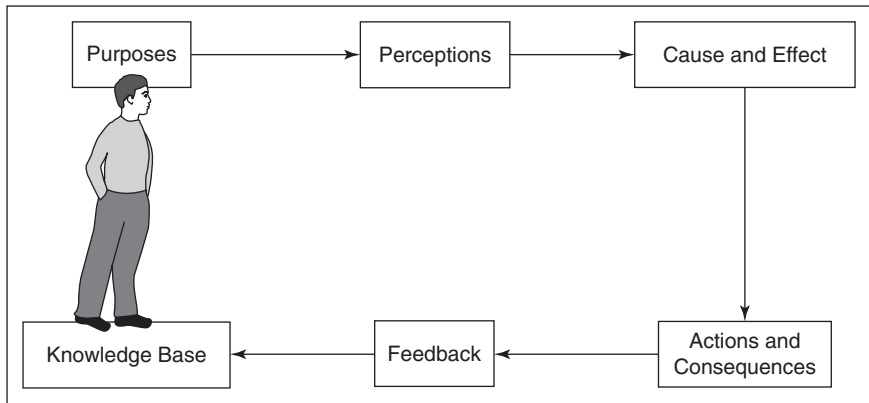 Purposes
Perceptions
Cause and Effect
Knowledge Base
Feedback
Actions and
Consequences